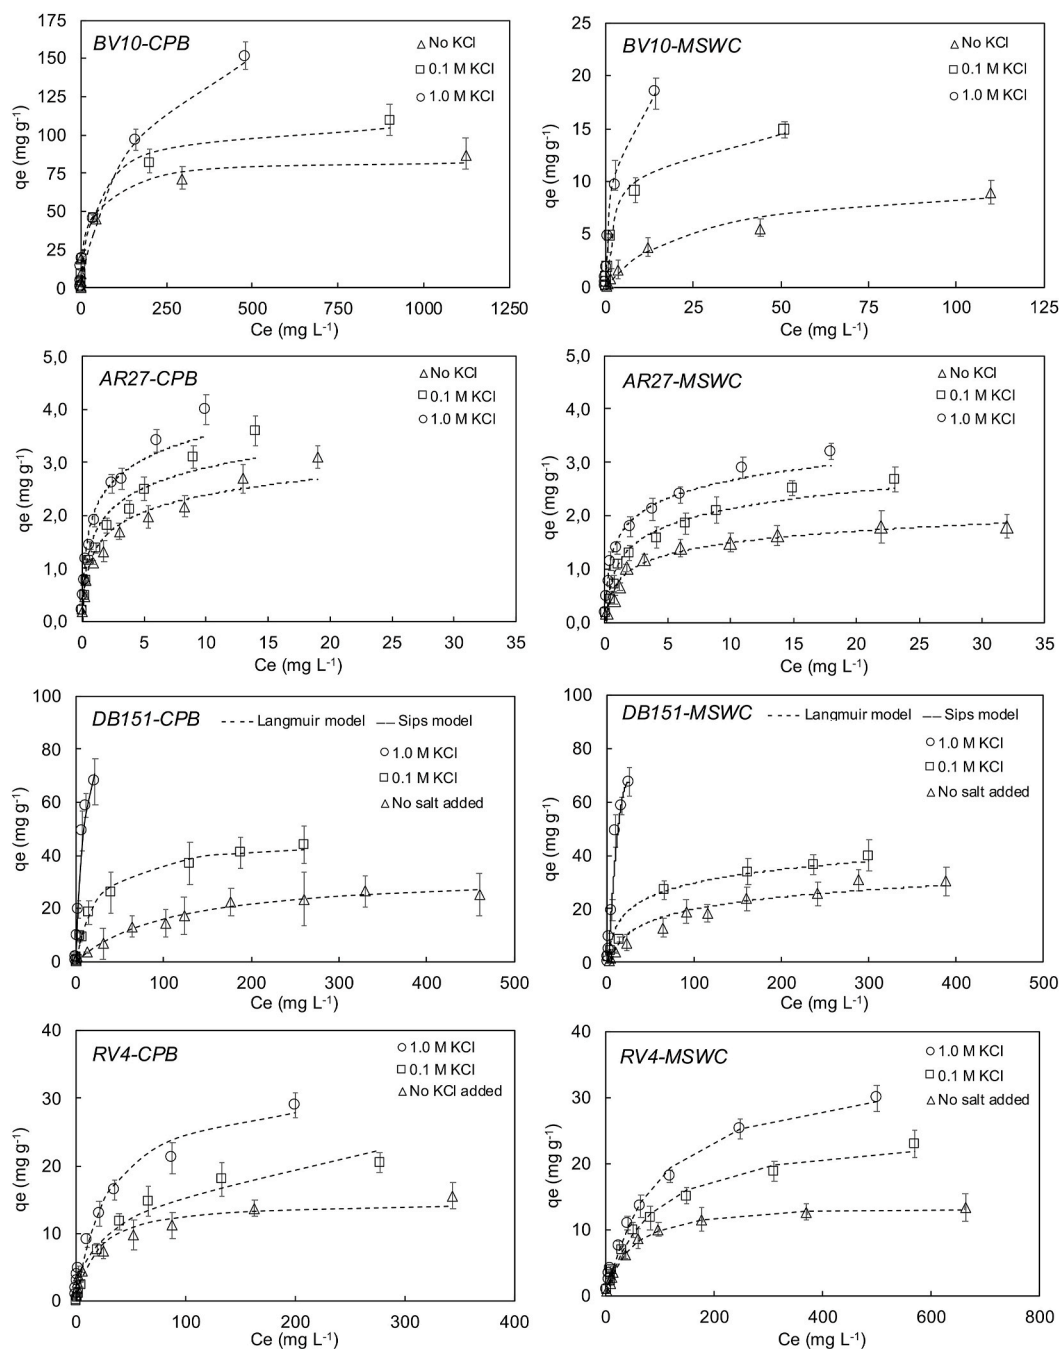 BV10-CPB
No KCl
0.1 M KCl
1.0 M KCl
qe (mg g-1)
175
150
125
100
75
50
25
0
0 250 500 750 1000 1250
Ce (mg L-1)
BV10-MSWC
No KCl
0.1 M KCl
1.0 M KCl
qe (mg g-1)
25
20
15
10
5
0
0 25 50 75 100 125
Ce (mg L-1)
AR27-CPB
No KCl
0.1 M KCl
1.0 M KCl
qe (mg g-1)
5,0
4,0
3,0
2,0
1,0
0,0
0 5 10 15 20 25 30 35
Ce (mg L-1)
AR27-MSWC
No KCl
0.1 M KCl
1.0 M KCl
qe (mg g-1)
5,0
4,0
3,0
2,0
1,0
0,0
0 5 10 15 20 25 30 35
Ce (mg L-1)
DB151-CPB
Langmuir model
Sips model
1.0 M KCl
0.1 M KCl
No salt added
qe (mg g-1)
100
80
60
40
20
0
0 100 200 300 400 500
Ce (mg L-1)
DB151-MSWC
Langmuir model
Sips model
1.0 M KCl
0.1 M KCl
No salt added
qe (mg g-1)
100
80
60
40
20
0
0 100 200 300 400 500
Ce (mg L-1)
RV4-CPB
1.0 M KCl
0.1 M KCl
No KCl added
qe (mg g-1)
40
30
20
10
0
0 100 200 300 400
Ce (mg L-1)
RV4-MSWC
1.0 M KCl
0.1 M KCl
No salt added
qe (mg g-1)
40
30
20
10
0
0 200 400 600 800
Ce (mg L-1)